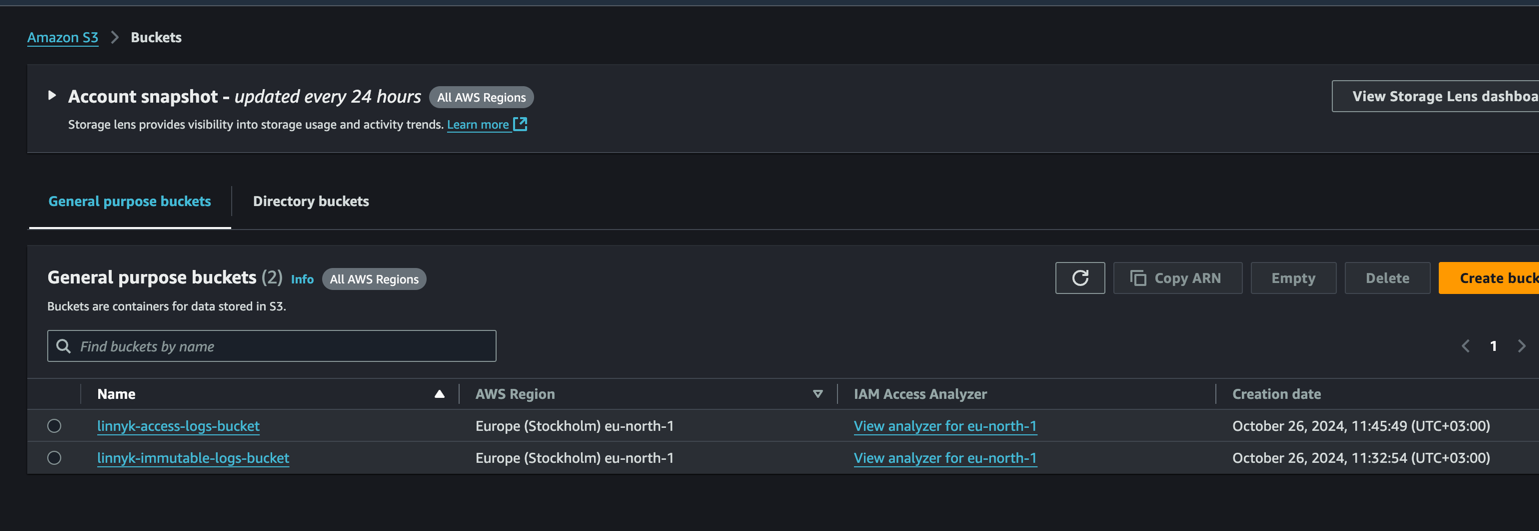 Amazon S3 > Buckets
Account snapshot - updated every 24 hours All AWS Regions View Storage Lens dashboa
Storage lens provides visibility into storage usage and activity trends. Learn more
General purpose buckets Directory buckets
General purpose buckets (2) Info All AWS Regions Copy ARN Empty Delete Create buck
Buckets are containers for data stored in S3.
Find buckets by name 1
Name AWS Region IAM Access Analyzer Creation date
linnyk-access-logs-bucket Europe (Stockholm) eu-north-1 View analyzer for eu-north-1 October 26, 2024, 11:45:49 (UTC+03:00)
linnyk-immutable-logs-bucket Europe (Stockholm) eu-north-1 View analyzer for eu-north-1 October 26, 2024, 11:32:54 (UTC+03:00)